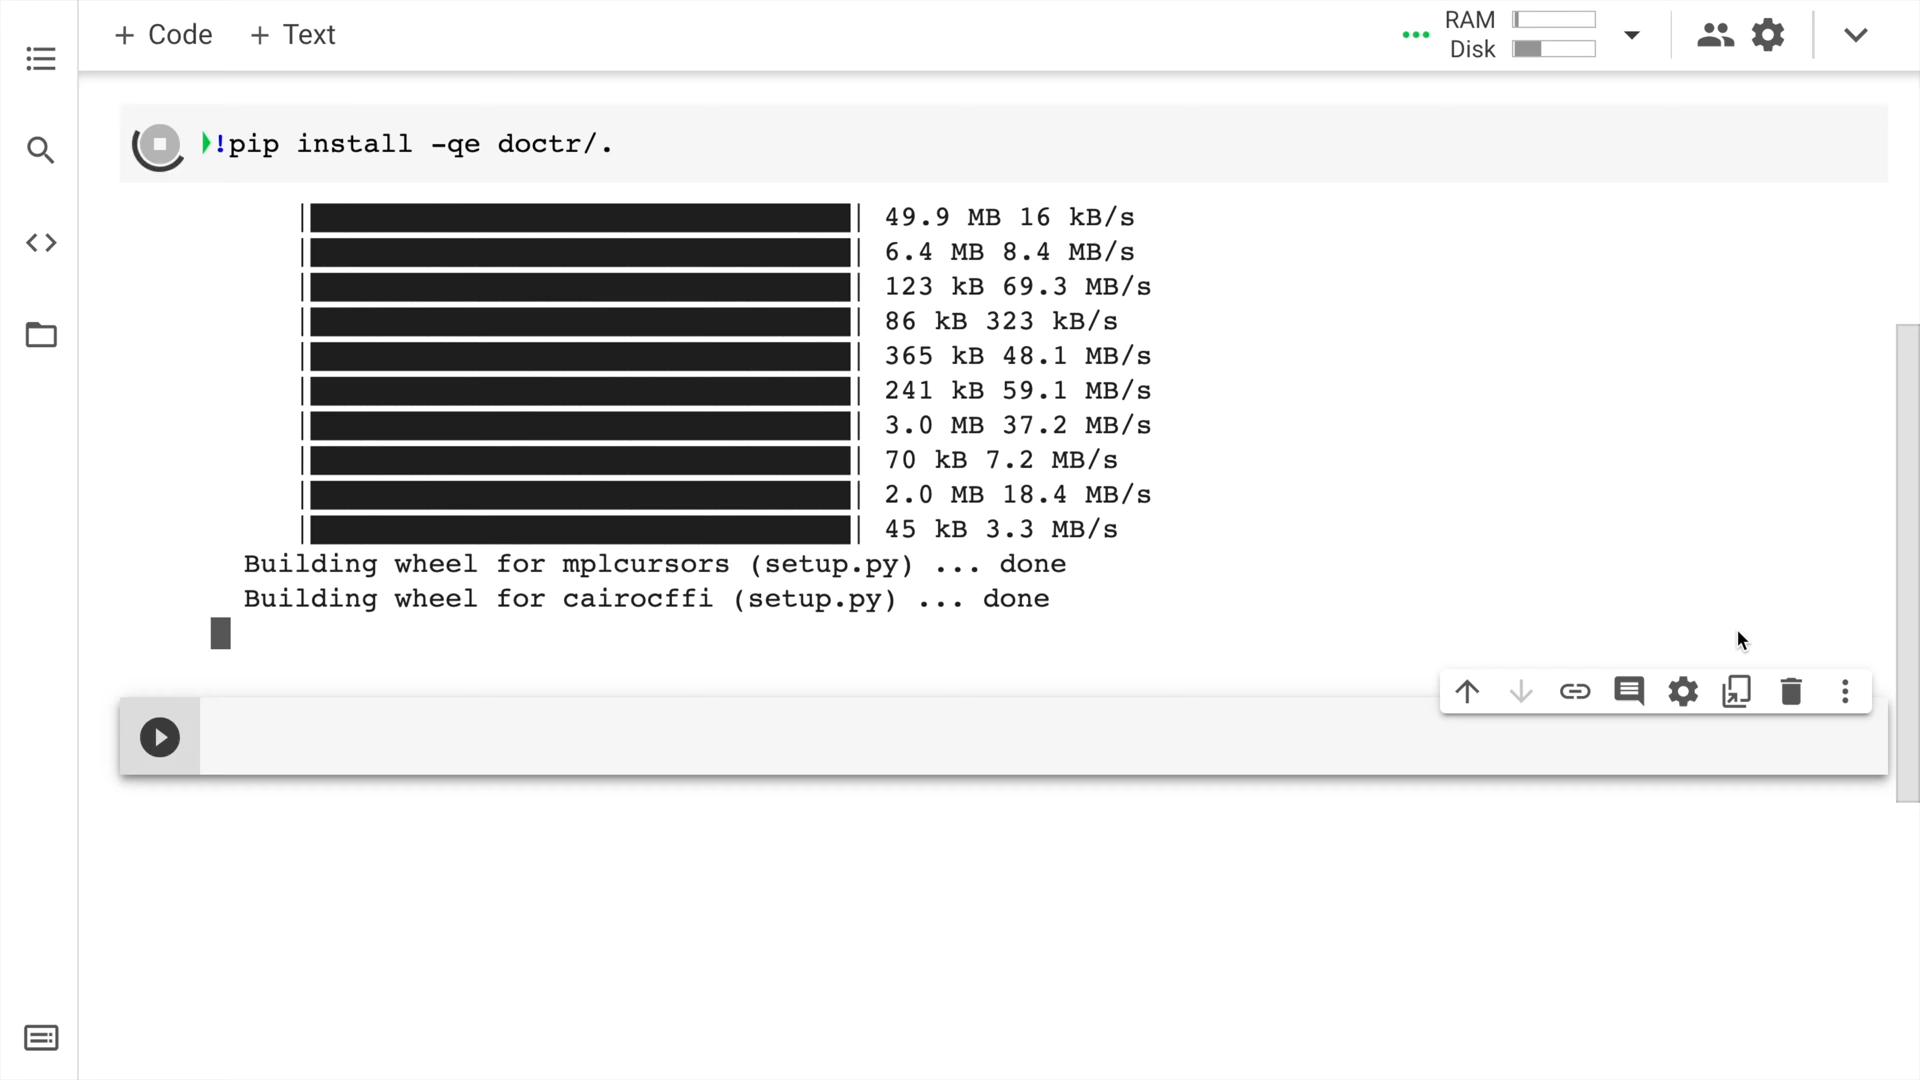 + Code + Text
RAM
Disk
!pip install -qe doctr/.
49.9 MB 16 kB/s
6.4 MB 8.4 MB/s
123 kB 69.3 MB/s
86 kB 323 kB/s
365 kB 48.1 MB/s
241 kB 59.1 MB/s
3.0 MB 37.2 MB/s
70 kB 7.2 MB/s
2.0 MB 18.4 MB/s
45 kB 3.3 MB/s
Building wheel for mplcursors (setup.py) ... done
Building wheel for cairocffi (setup.py) ... done